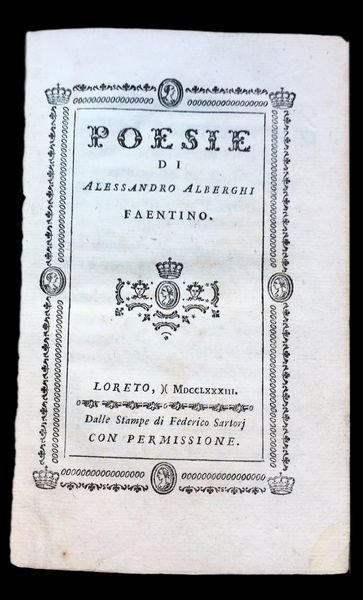 POESIE
DI
ALESSANDRO ALBERGHI
FAENTINO.
LORETO, )( MDCCLXXXIII.
Dalle Stampe di Federico Sartorj
CON PERMISSIONE.